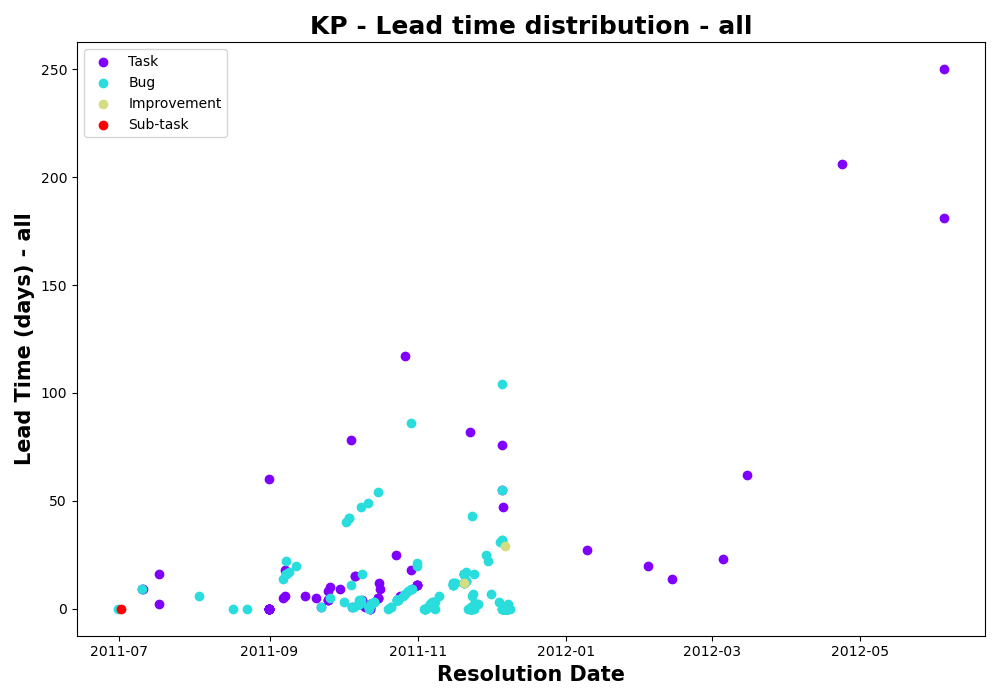 KP - Lead time distribution - all
Task
Bug
Improvement
Sub-task
Lead Time (days) - all
250
200
150
100
50
0
2011-07
2011-09
2011-11
2012-01
2012-03
2012-05
Resolution Date